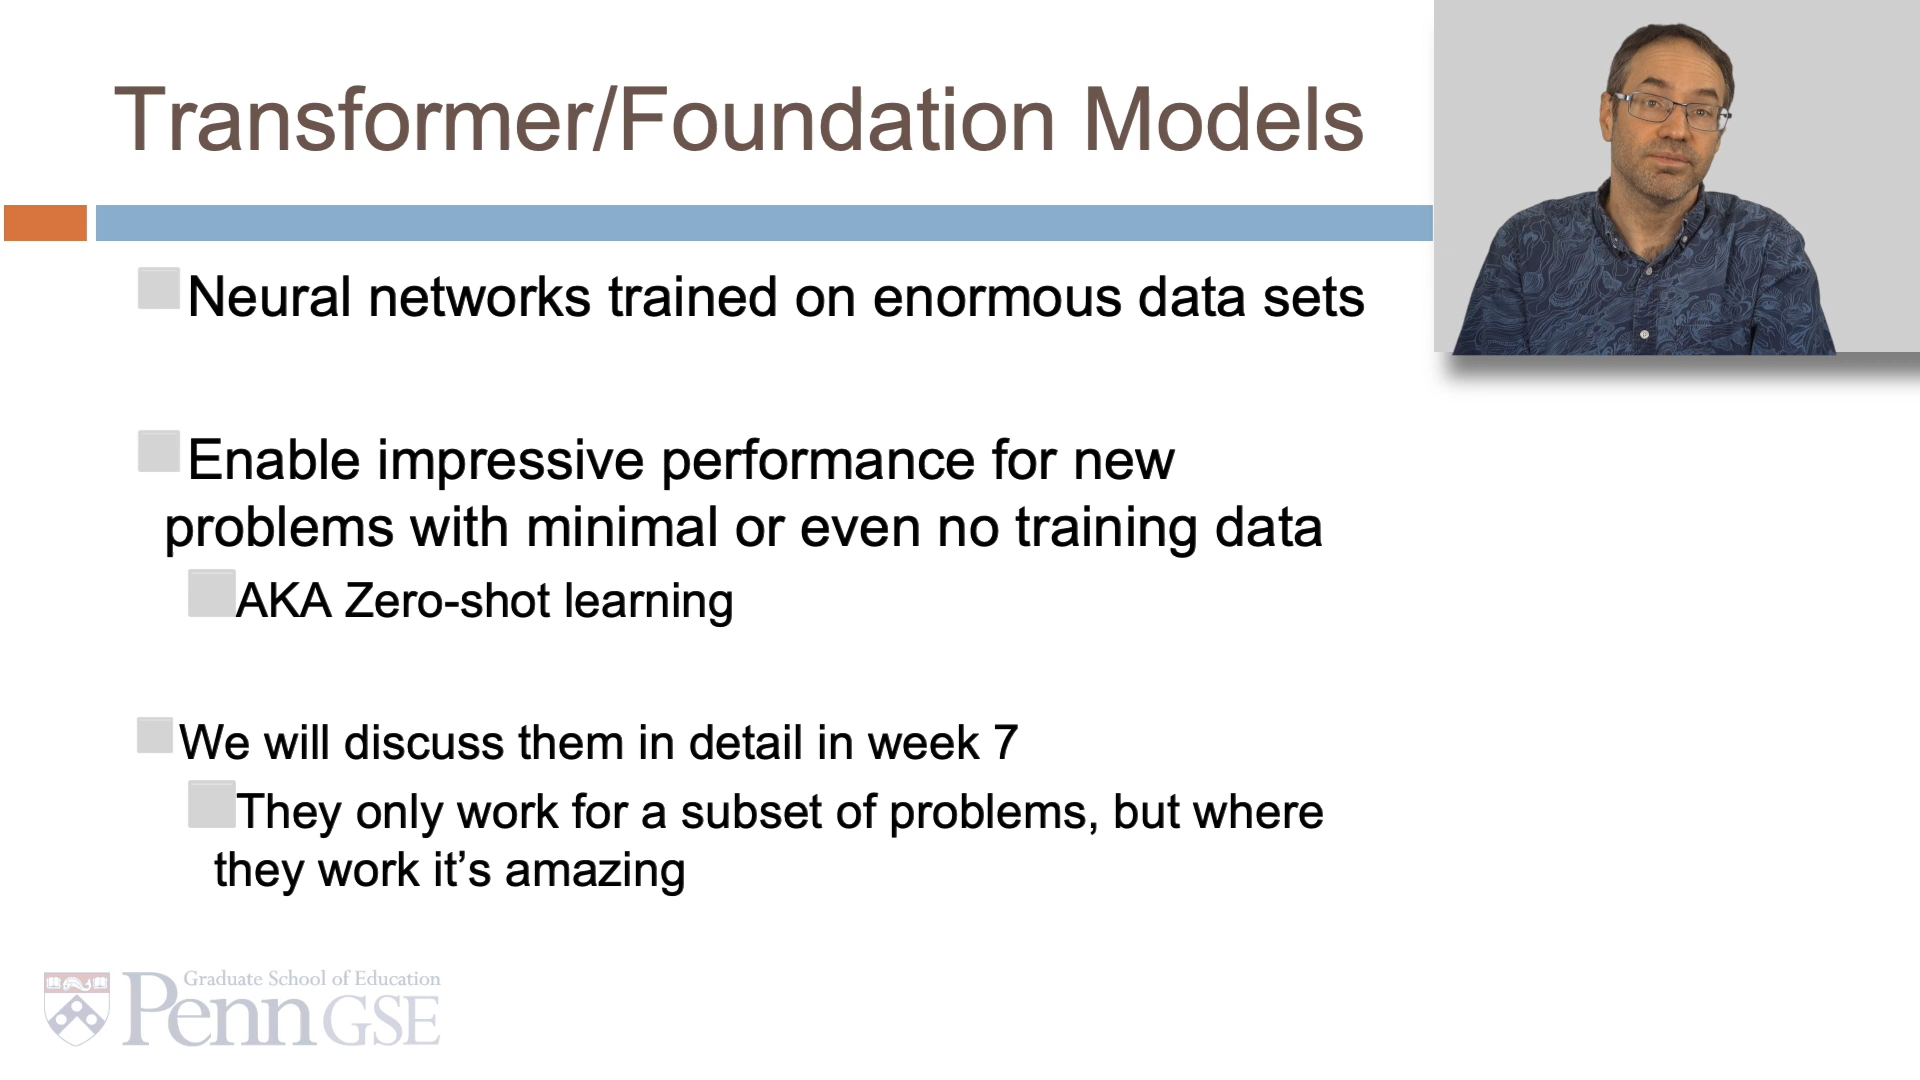 Transformer/Foundation Models
Neural networks trained on enormous data sets
Enable impressive performance for new
problems with minimal or even no training data
AKA Zero-shot learning
We will discuss them in detail in week 7
They only work for a subset of problems, but where
they work it’s amazing
Graduate School of Education
Penn GSE